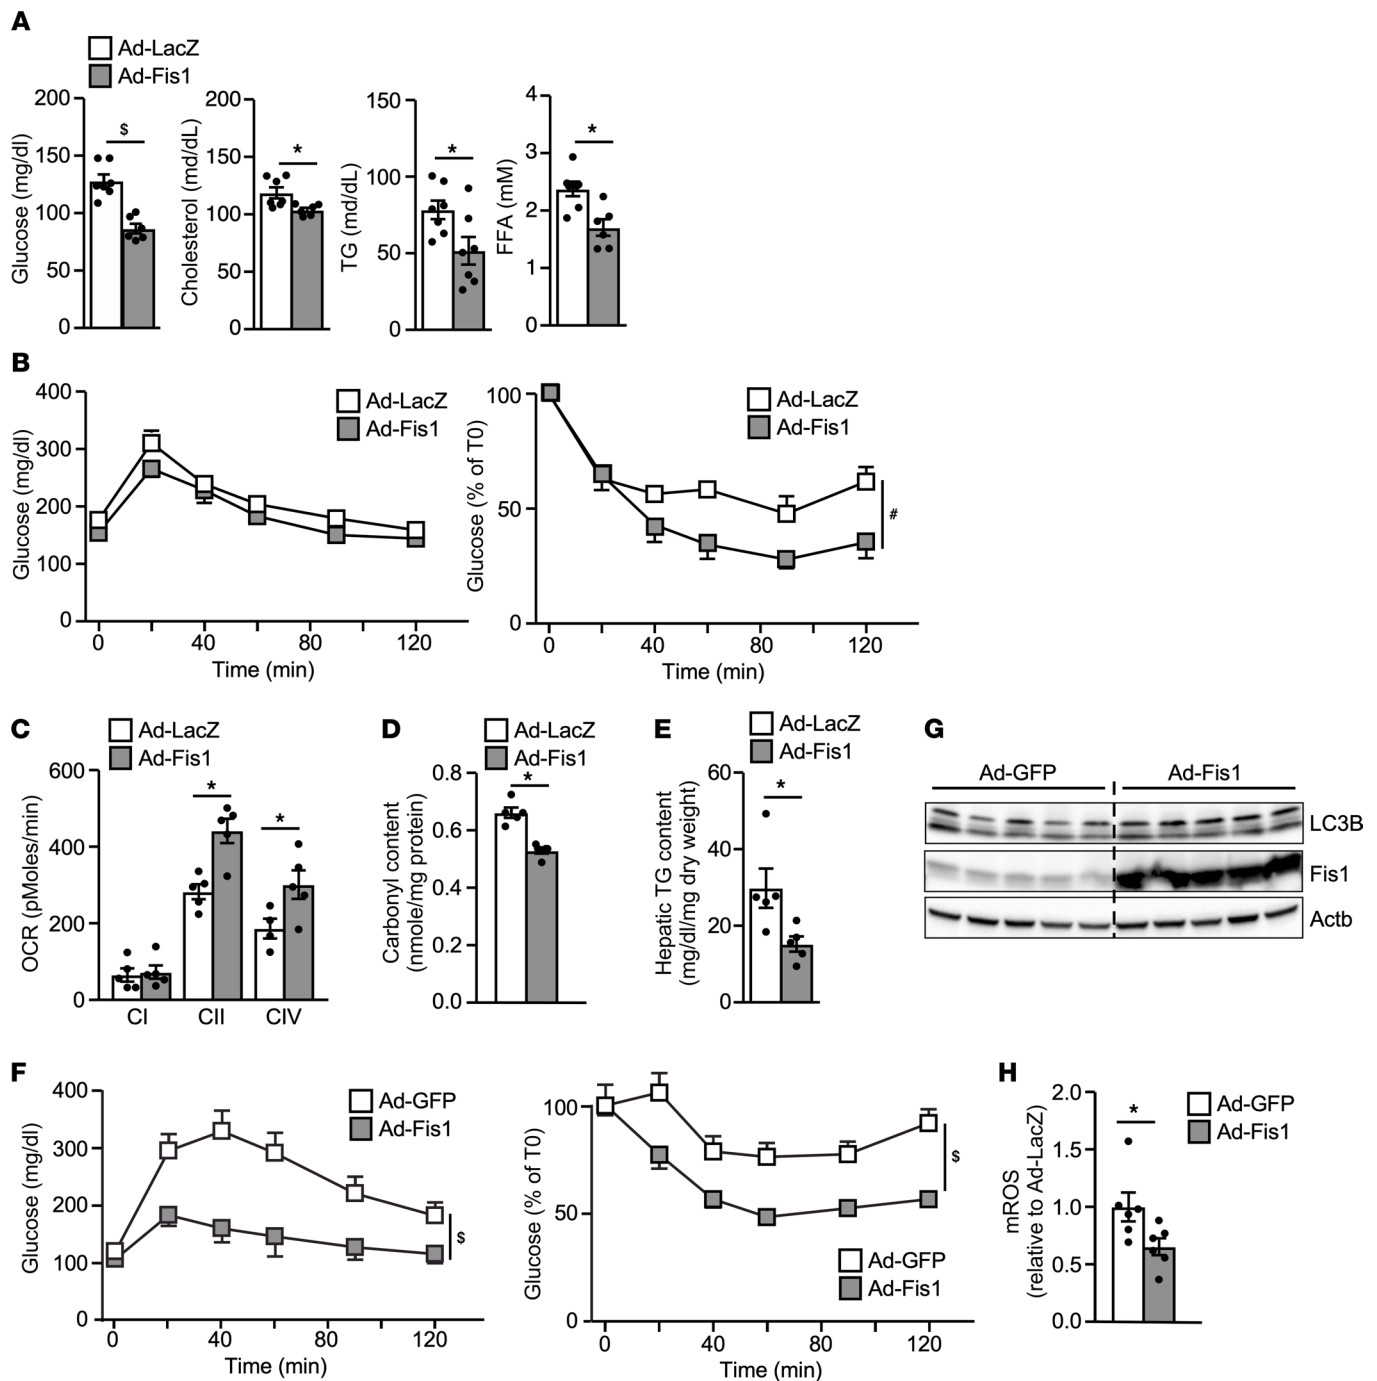 A
Ad-LacZ
Ad-Fis1
200
150
100
50
0
Glucose (mg/dl)
$
200
150
100
50
0
Cholesterol (md/dL)
*
150
100
50
0
TG (md/dL)
*
4
3
2
1
0
FFA (mM)
*
B
400
300
200
100
0
Glucose (mg/dl)
Ad-LacZ
Ad-Fis1
0 40 80 120
Time (min)
100
50
0
Glucose (% of T0)
Ad-LacZ
Ad-Fis1
#
0 40 80 120
Time (min)
C
Ad-LacZ
Ad-Fis1
600
400
200
0
OCR (pMoles/min)
*
*
CI CII CIV
D
Ad-LacZ
Ad-Fis1
0.8
0.6
0.4
0.2
0.0
Carbonyl content
(nmole/mg protein)
*
E
Ad-LacZ
Ad-Fis1
60
40
20
0
Hepatic TG content
(mg/dl/mg dry weight)
*
G
Ad-GFP Ad-Fis1
LC3B
Fis1
Actb
F
400
300
200
100
0
Glucose (mg/dl)
Ad-GFP
Ad-Fis1
$
0 40 80 120
Time (min)
100
50
0
Glucose (% of T0)
$
Ad-GFP
Ad-Fis1
0 40 80 120
Time (min)
H
2.0
1.5
1.0
0.5
0.0
mROS
(relative to Ad-LacZ)
*
Ad-GFP
Ad-Fis1